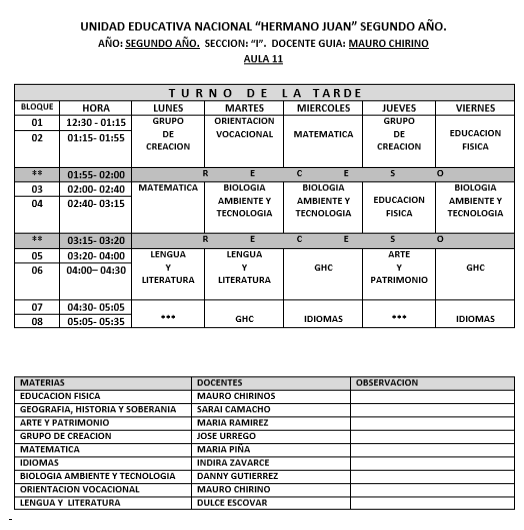 UNIDAD EDUCATIVA NACIONAL “HERMANO JUAN” SEGUNDO AÑO.
AÑO: SEGUNDO AÑO. SECCION: “I”. DOCENTE GUIA: MAURO CHIRINO
AULA 11
TURNO DE LA TARDE
BLOQUE HORA LUNES MARTES MIERCOLES JUEVES VIERNES
01 12:30 - 01:15 GRUPO ORIENTACION GRUPO
02 01:15- 01:55 DE VOCACIONAL MATEMATICA DE EDUCACION
CREACION CREACION FISICA
** 01:55- 02:00 R E C E S O
03 02:00- 02:40 MATEMATICA BIOLOGIA BIOLOGIA BIOLOGIA
04 02:40- 03:15 AMBIENTE Y AMBIENTE Y EDUCACION AMBIENTE Y
TECNOLOGIA TECNOLOGIA FISICA TECNOLOGIA
** 03:15- 03:20 R E C E S O
05 03:20- 04:00 LENGUA LENGUA ARTE
06 04:00– 04:30 Y Y GHC Y GHC
LITERATURA LITERATURA PATRIMONIO
07 04:30- 05:05
08 05:05- 05:35 *** GHC IDIOMAS *** IDIOMAS
MATERIAS DOCENTES OBSERVACION
EDUCACION FISICA MAURO CHIRINOS
GEOGRAFIA, HISTORIA Y SOBERANIA SARAI CAMACHO
ARTE Y PATRIMONIO MARIA RAMIREZ
GRUPO DE CREACION JOSE URREGO
MATEMATICA MARIA PIÑA
IDIOMAS INDIRA ZAVARCE
BIOLOGIA AMBIENTE Y TECNOLOGIA DANNY GUTIERREZ
ORIENTACION VOCACIONAL MAURO CHIRINO
LENGUA Y LITERATURA DULCE ESCOVAR